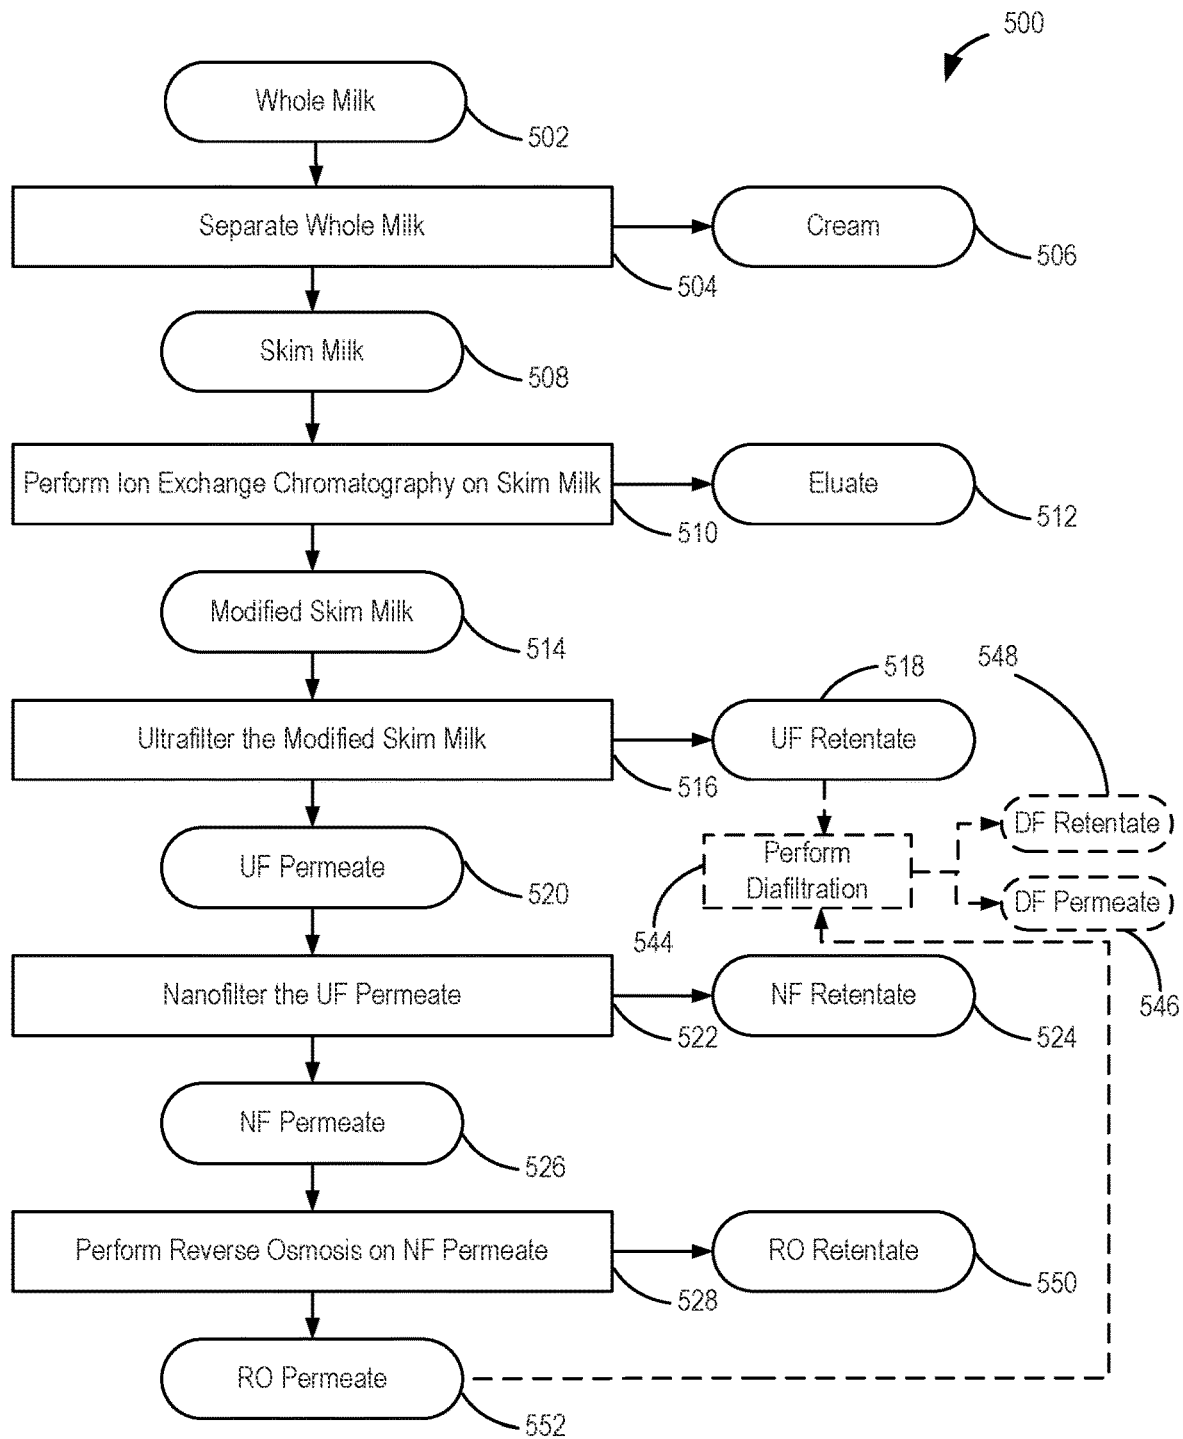 500
Whole Milk
502
Separate Whole Milk
504
Cream
506
Skim Milk
508
Perform Ion Exchange Chromatography on Skim Milk
510
Eluate
512
Modified Skim Milk
514
Ultrafilter the Modified Skim Milk
516
UF Retentate
518
548
DF Retentate
Perform
Diafiltration
544
DF Permeate
546
UF Permeate
520
Nanofilter the UF Permeate
522
NF Retentate
524
NF Permeate
526
Perform Reverse Osmosis on NF Permeate
528
RO Retentate
550
RO Permeate
552